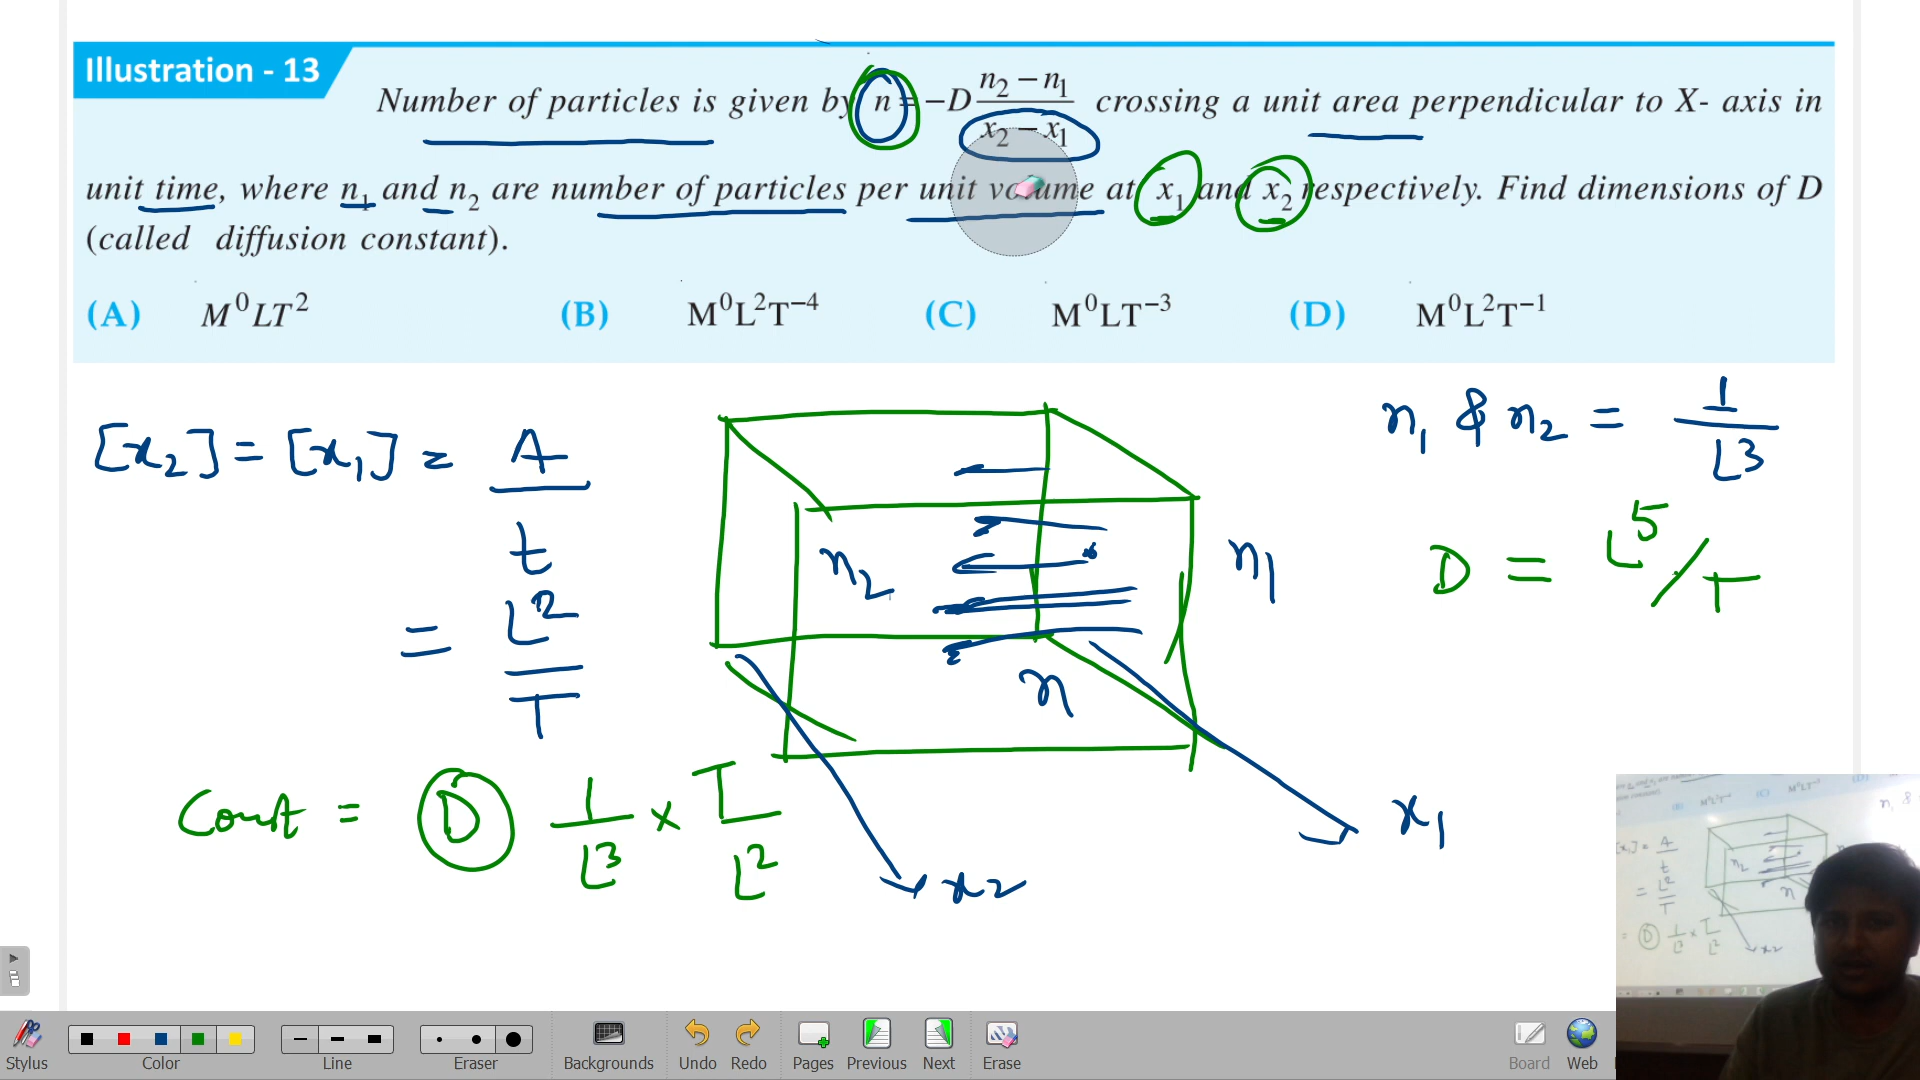 Illustration - 13
Number of particles is given by n = -D (n₂ - n₁)/(x₂ - x₁) crossing a unit area perpendicular to X- axis in
unit time, where n₁ and n₂ are number of particles per unit volume at x₁ and x₂ respectively. Find dimensions of D
(called diffusion constant).
(A) M⁰LT² (B) M⁰L²T⁻⁴ (C) M⁰LT⁻³ (D) M⁰L²T⁻¹
[x₂] = [x₁] = A/t
= L²/T
n₁ & n₂ = 1/L³
D = L⁵/T
n₂
n₁
n
x₁
x₂
Const = D 1/L³ × T/L²
Stylus
Color
Line
Eraser
Backgrounds
Undo
Redo
Pages
Previous
Next
Erase
Board
Web